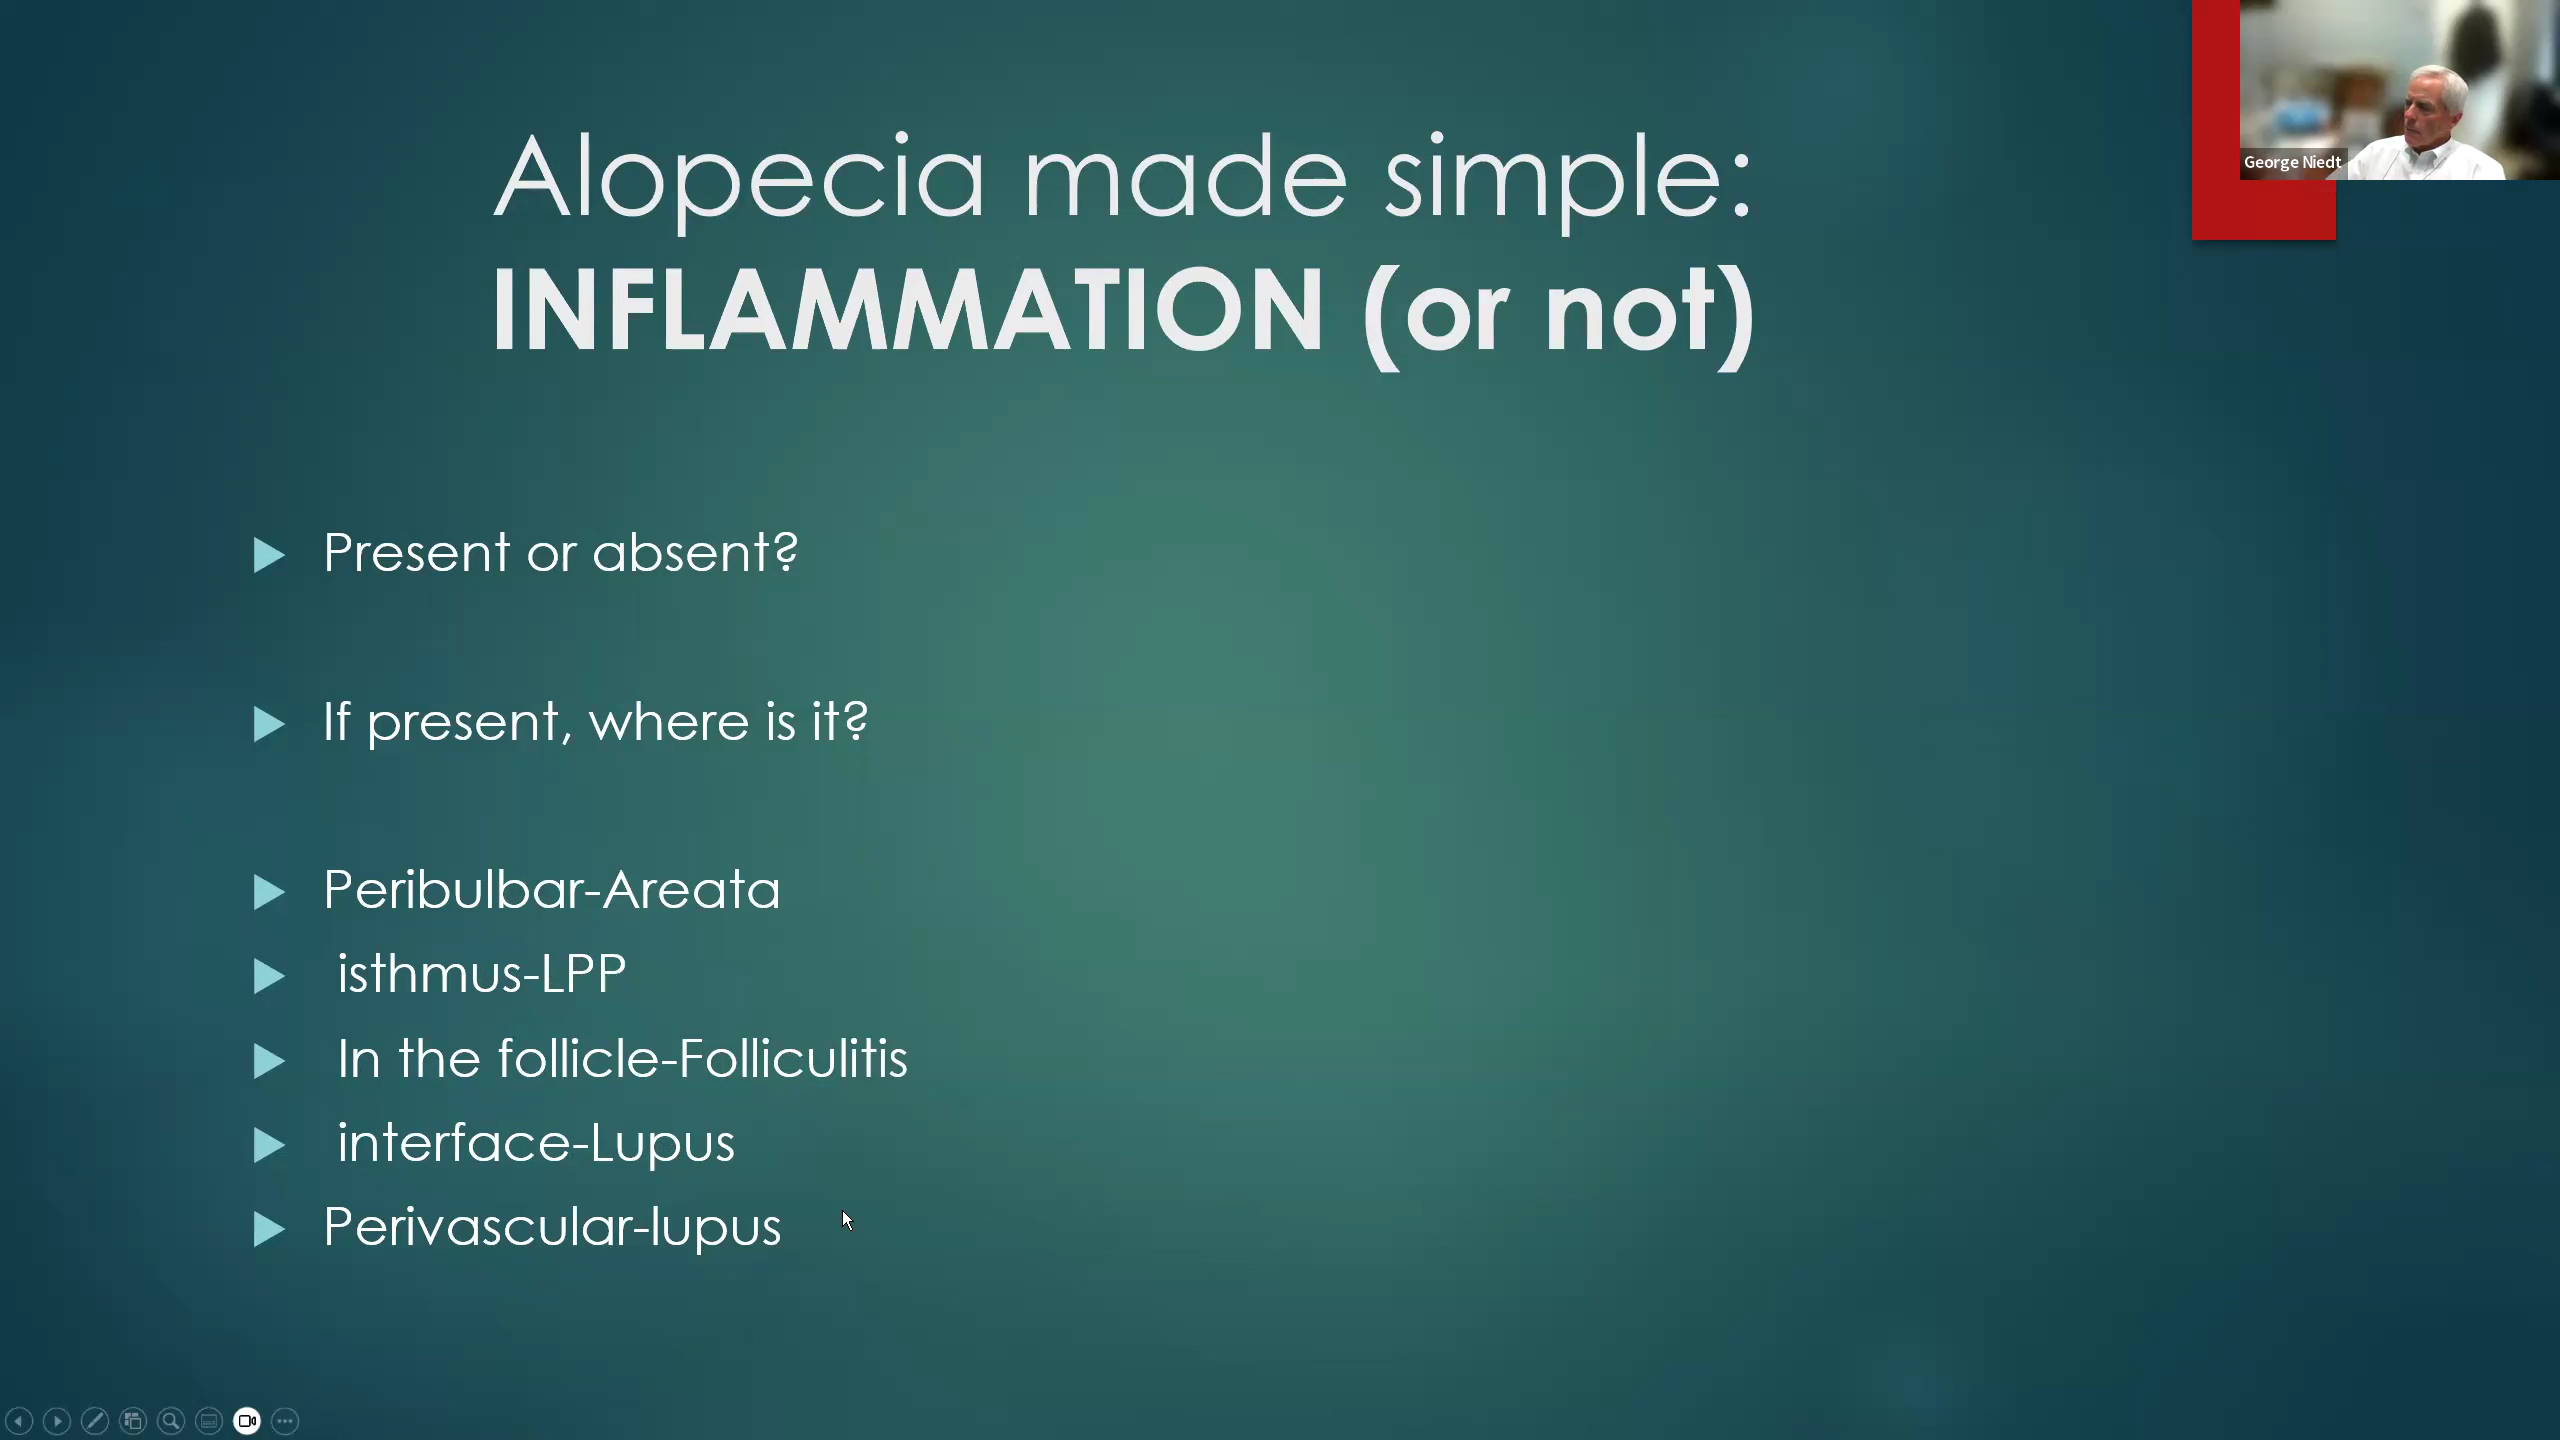 Alopecia made simple:
INFLAMMATION (or not)
George Niedt
Present or absent?
If present, where is it?
Peribulbar-Areata
isthmus-LPP
In the follicle-Folliculitis
interface-Lupus
Perivascular-lupus